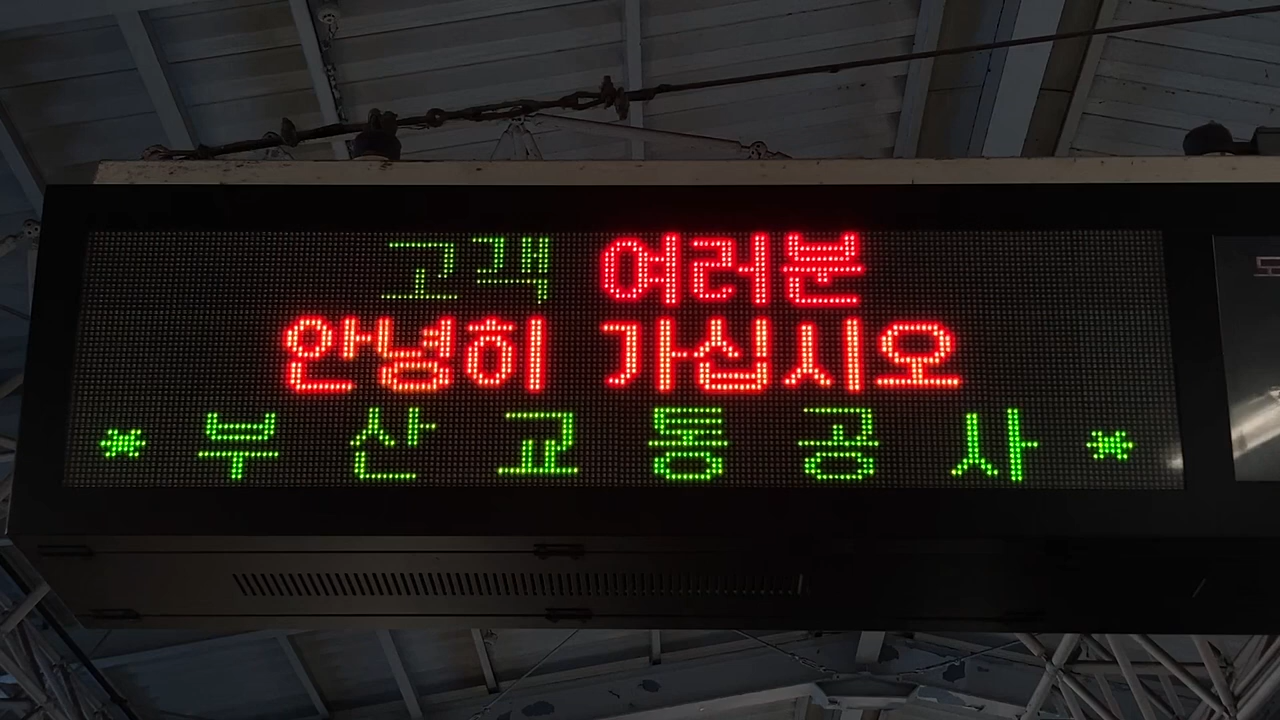 고객 여러분
안녕히 가십시오
* 부 산 교 통 공 사 *